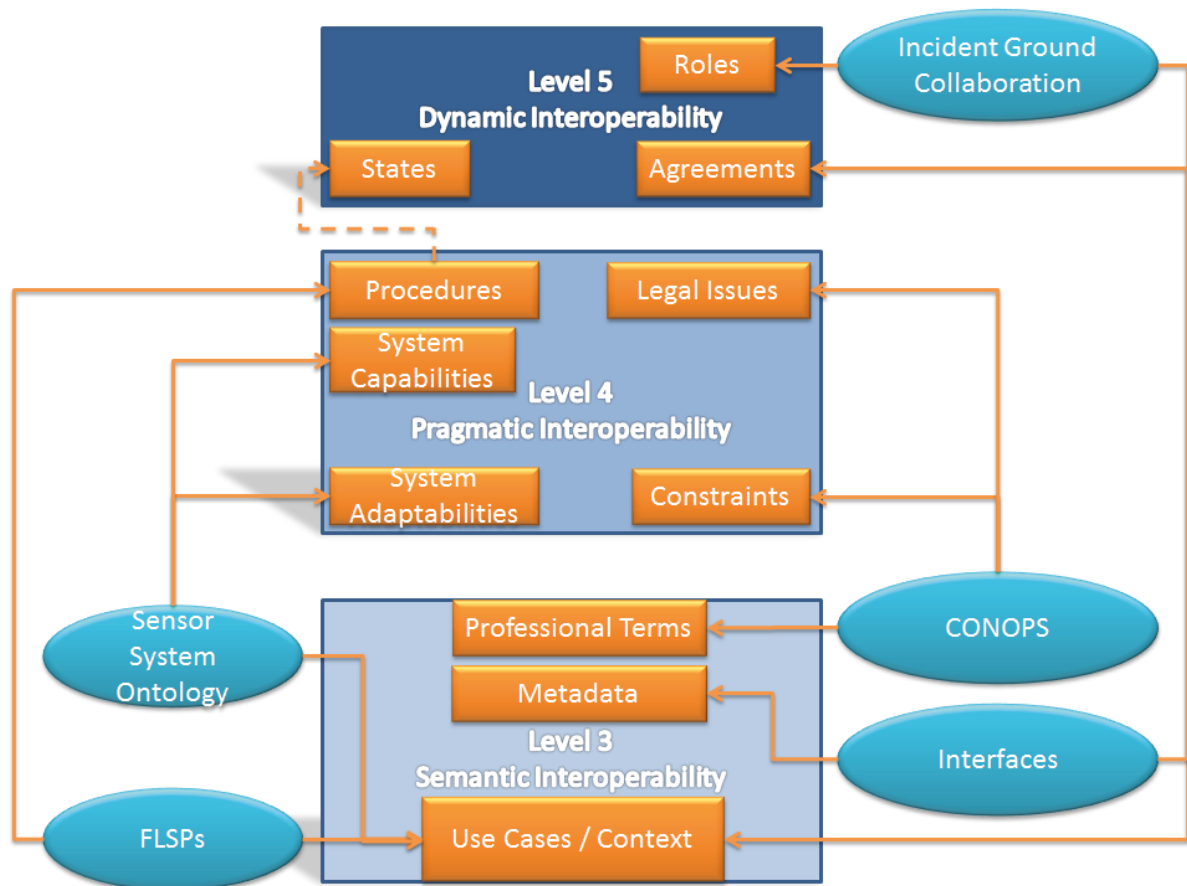 Roles
Incident Ground
Collaboration
Level 5
Dynamic Interoperability
States
Agreements
Procedures
Legal Issues
System
Capabilities
Level 4
Pragmatic Interoperability
System
Adaptabilities
Constraints
Sensor
System
Ontology
Professional Terms
CONOPS
Metadata
Level 3
Semantic Interoperability
Interfaces
FLSPs
Use Cases / Context